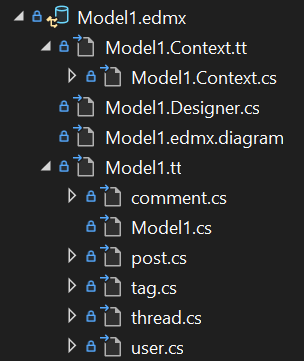 Model1.edmx
Model1.Context.tt
Model1.Context.cs
Model1.Designer.cs
Model1.edmx.diagram
Model1.tt
comment.cs
Model1.cs
post.cs
tag.cs
thread.cs
user.cs